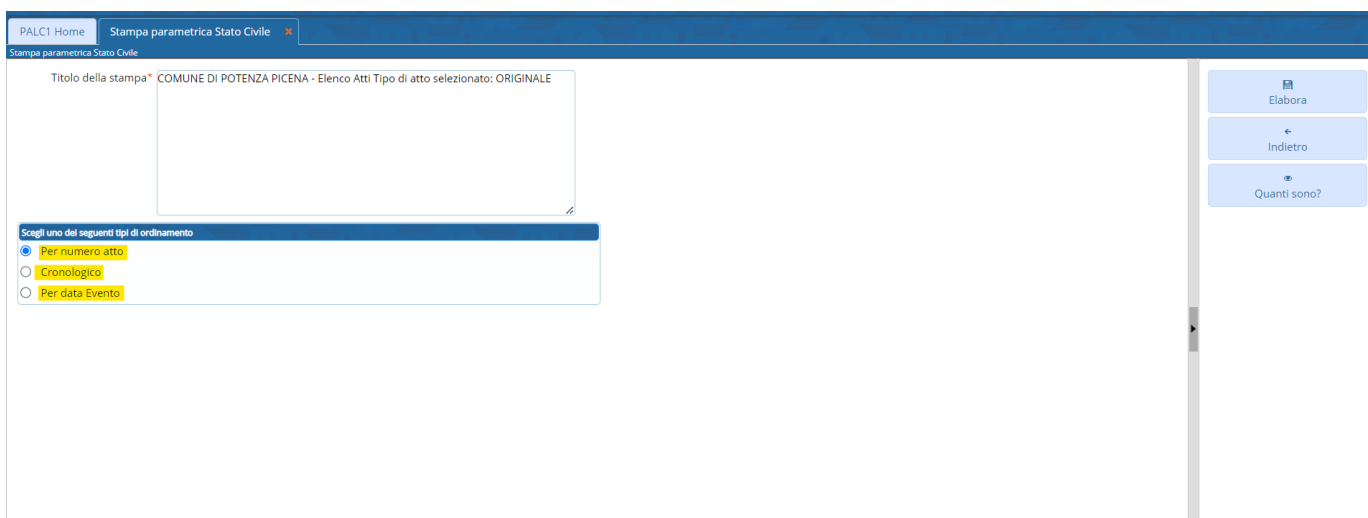 PALC1 Home
Stampa parametrica Stato Civile
Stampa parametrica Stato Civile
Titolo della stampa* COMUNE DI POTENZA PICENA - Elenco Atti Tipo di atto selezionato: ORIGINALE
Elabora
Indietro
Quanti sono?
Scegli uno dei seguenti tipi di ordinamento
Per numero atto
Cronologico
Per data Evento